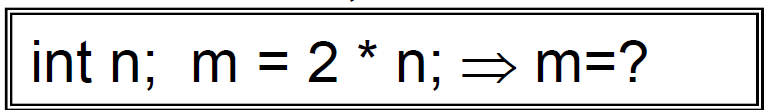 int n; m = 2 * n; ⇒ m=?